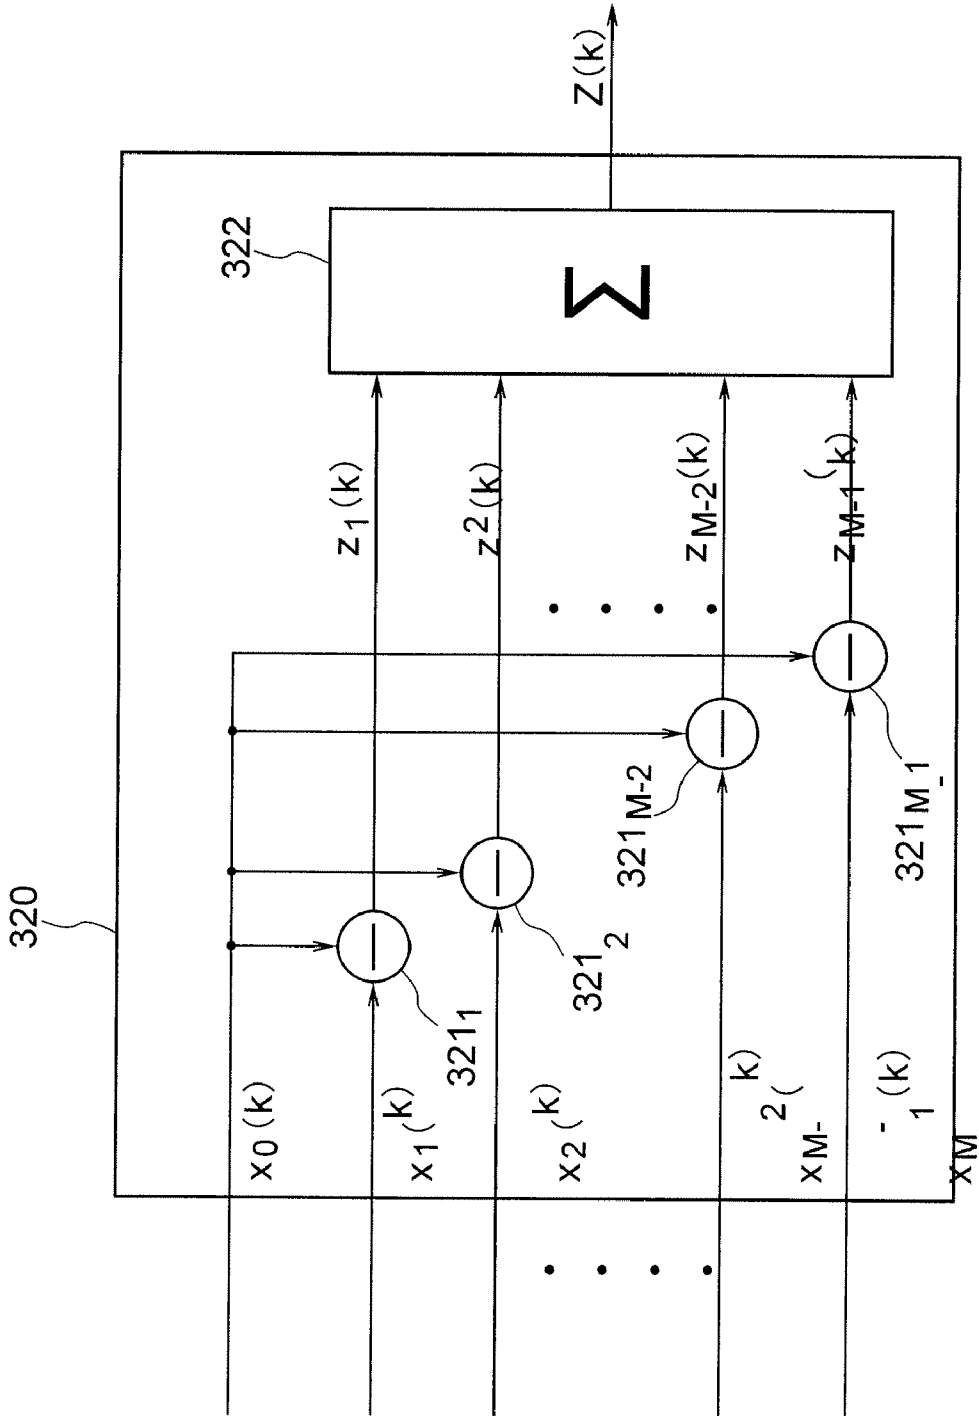 320
322
Σ
Z(k)
x0(k)
x1(k)
x2(k)
xM-2(k)
xM-1(k)
3211
3212
321M-2
321M-1
z1(k)
z2(k)
zM-2(k)
zM-1(k)